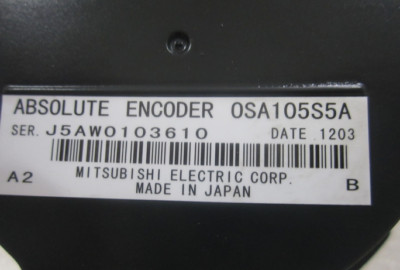 ABSOLUTE ENCODER OSA105S5A
SER. J5AW0103610 DATE .1203
A2 MITSUBISHI ELECTRIC CORP. B
MADE IN JAPAN